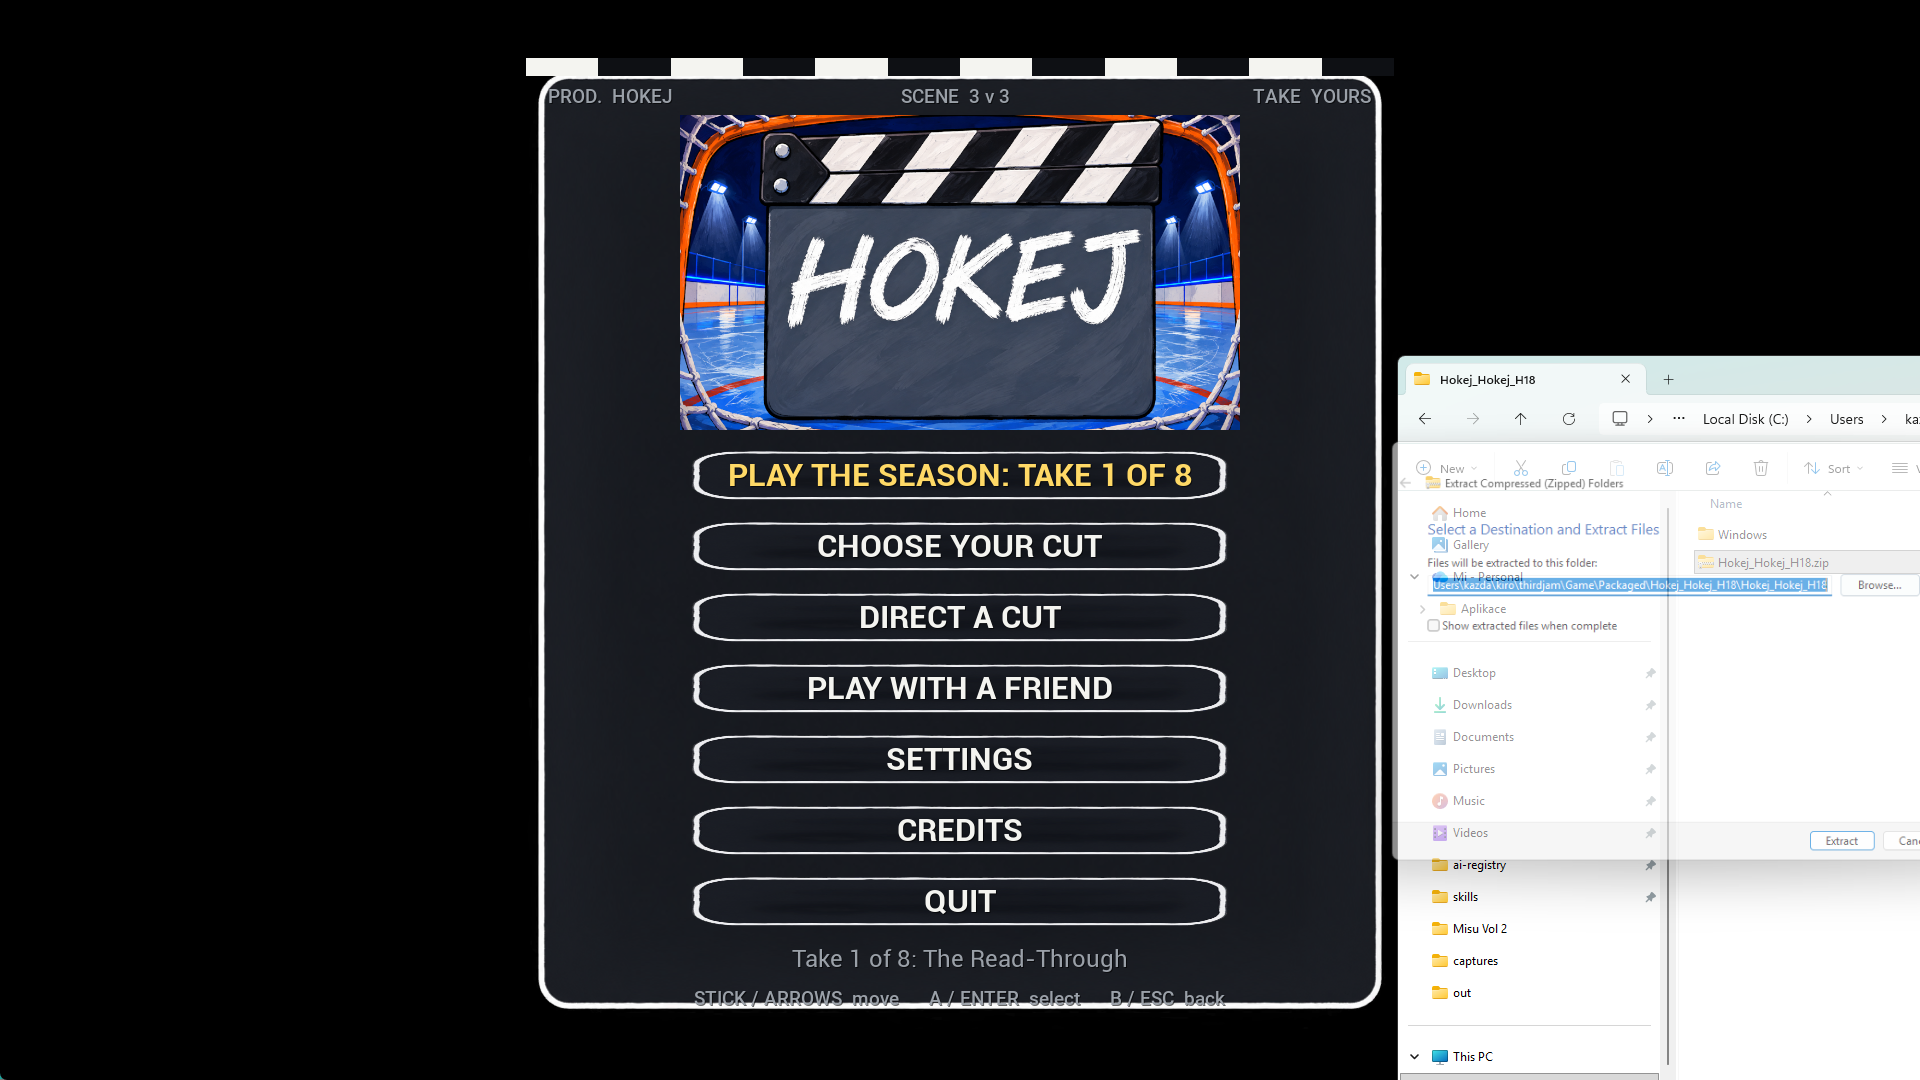 PROD. HOKEJ SCENE 3 v 3 TAKE YOURS
HOKEJ
PLAY THE SEASON: TAKE 1 OF 8
CHOOSE YOUR CUT
DIRECT A CUT
PLAY WITH A FRIEND
SETTINGS
CREDITS
QUIT
Take 1 of 8: The Read-Through
STICK / ARROWS move A / ENTER select B / ESC back
Hokej_Hokej_H18
Local Disk (C:) Users
New Sort
Extract Compressed (Zipped) Folders
Name
Home
Select a Destination and Extract Files
Windows
Gallery
Files will be extracted to this folder:
Hokej_Hokej_H18.zip
Mi - Personal
Users\kazda\kiro\thirdjam\Game\Packaged\Hokej_Hokej_H18\Hokej_Hokej_H18
Browse...
Aplikace
Show extracted files when complete
Desktop
Downloads
Documents
Pictures
Music
Videos
Extract
ai-registry
skills
Misu Vol 2
captures
out
This PC